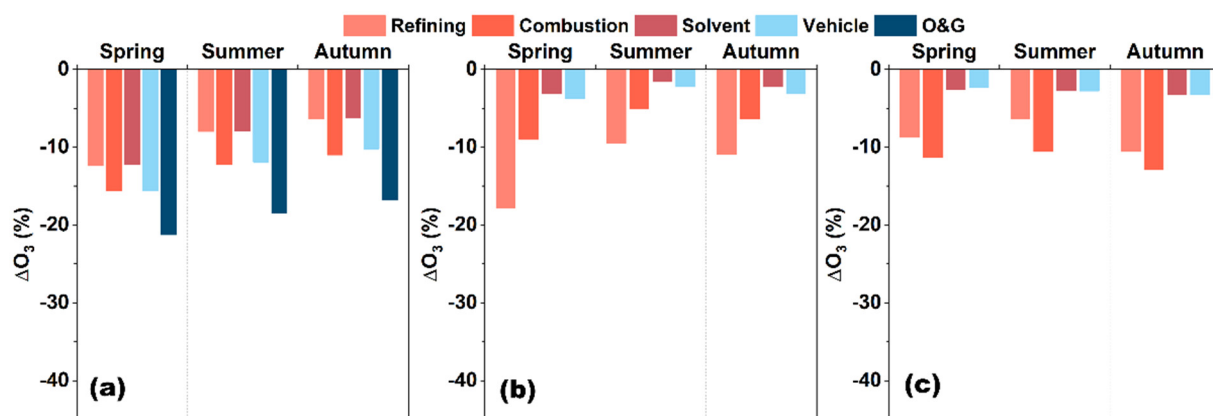 Refining Combustion Solvent Vehicle O&G
Spring Summer Autumn
0
-10
-20
-30
-40
ΔO₃ (%)
(a)
Spring Summer Autumn
0
-10
-20
-30
-40
ΔO₃ (%)
(b)
Spring Summer Autumn
0
-10
-20
-30
-40
ΔO₃ (%)
(c)